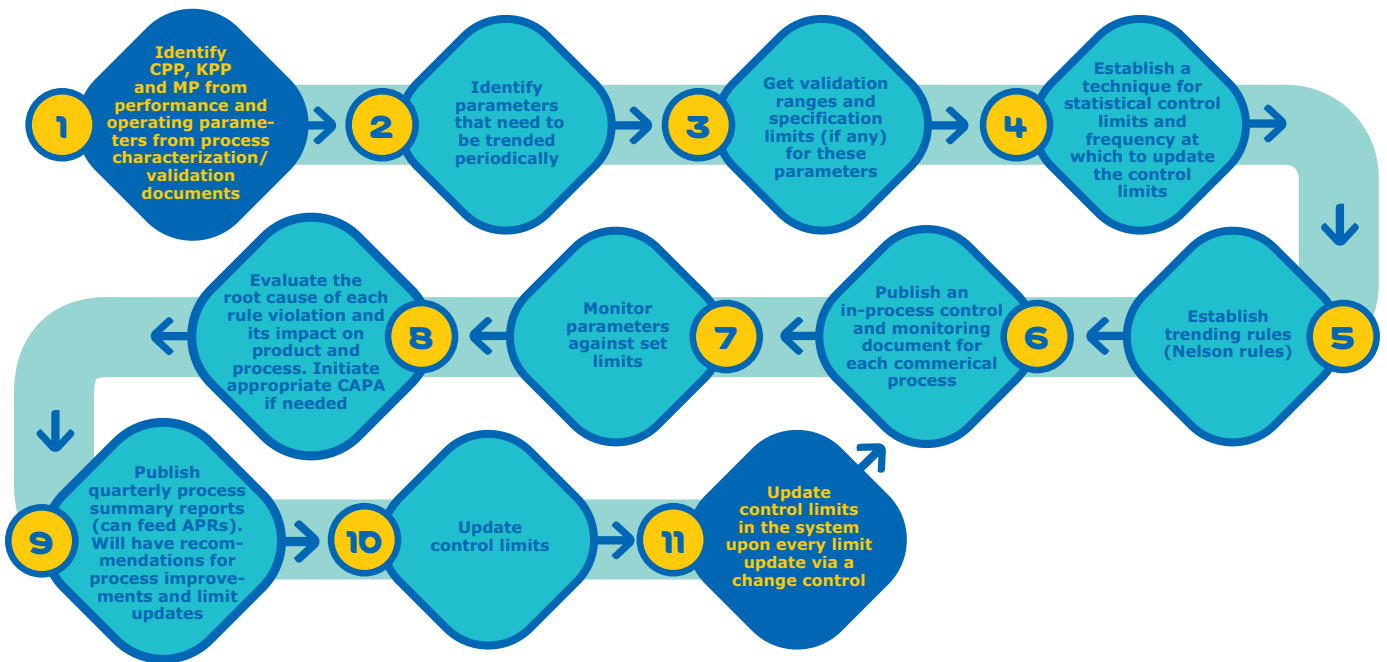 1
Identify
CPP, KPP
and MP from
performance and
operating parame-
ters from process
characterization/
validation
documents
2
Identify
parameters
that need to
be trended
periodically
3
Get validation
ranges and
specification
limits (if any)
for these
parameters
4
Establish a
technique for
statistical control
limits and
frequency at
which to update
the control
limits
5
Establish
trending rules
(Nelson rules)
6
Publish an
in-process control
and monitoring
document for
each commerical
process
7
Monitor
parameters
against set
limits
8
Evaluate the
root cause of each
rule violation and
its impact on
product and
process. Initiate
appropriate CAPA
if needed
9
Publish
quarterly process
summary reports
(can feed APRs).
Will have recom-
mendations for
process improve-
ments and limit
updates
10
Update
control limits
11
Update
control limits
in the system
upon every limit
update via a
change control